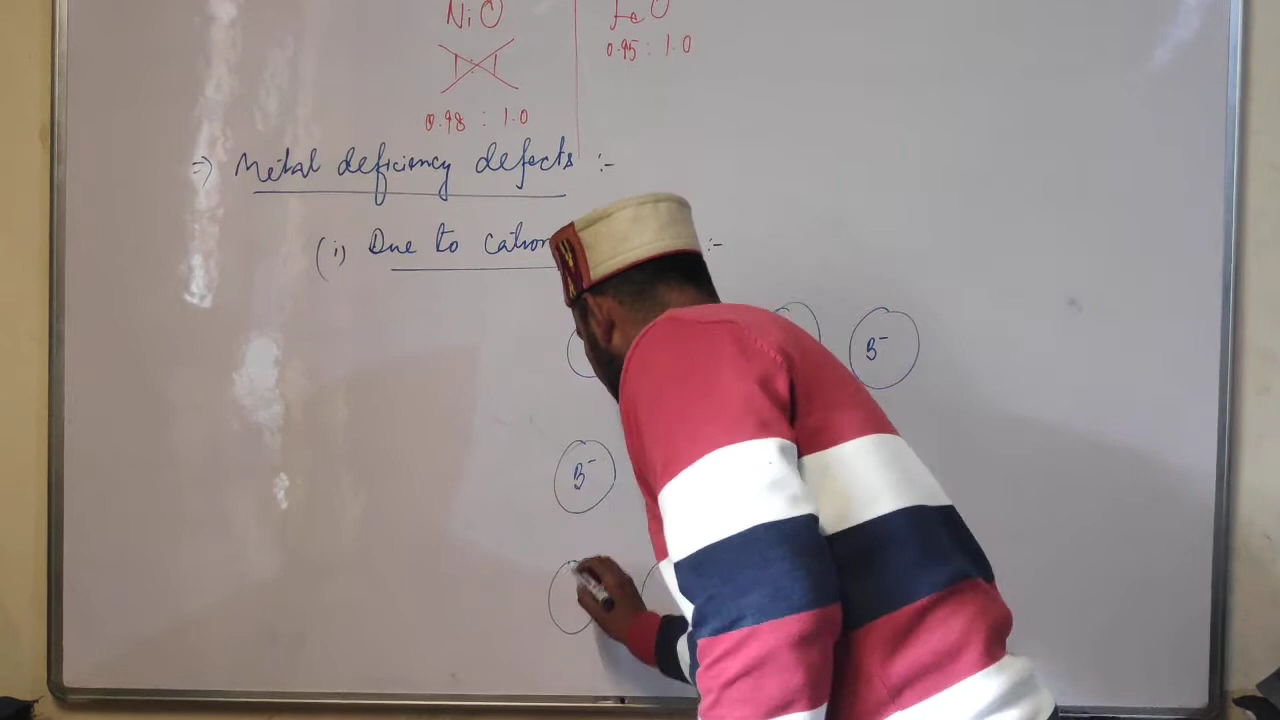 NiO FeO
0.95 : 1.0
0.98 : 1.0
⇒ Metal deficiency defects :-
(i) Due to cation :-
B⁻
B⁻